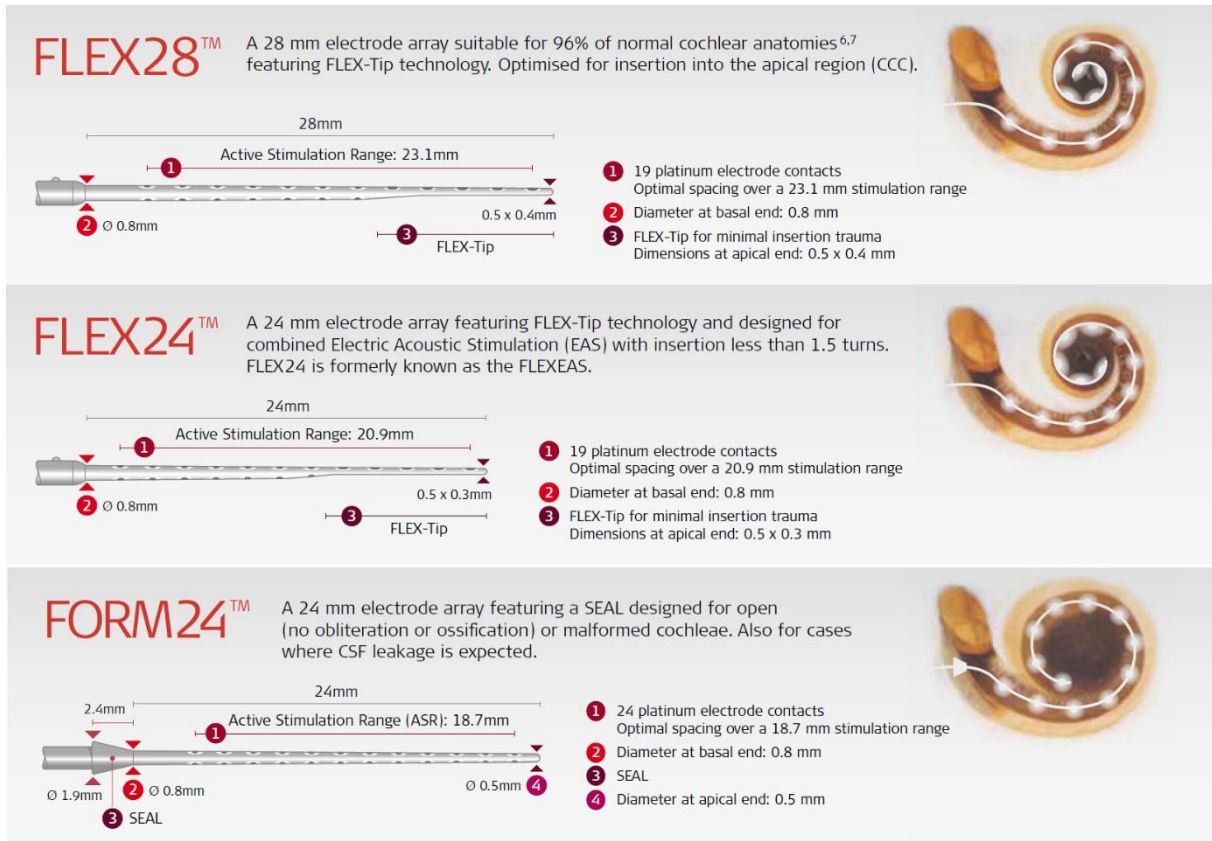 FLEX28™
A 28 mm electrode array suitable for 96% of normal cochlear anatomies6,7
featuring FLEX-Tip technology. Optimised for insertion into the apical region (CCC).
28mm
Active Stimulation Range: 23.1mm
1
2 Ø 0.8mm
0.5 x 0.4mm
3
FLEX-Tip
1 19 platinum electrode contacts
Optimal spacing over a 23.1 mm stimulation range
2 Diameter at basal end: 0.8 mm
3 FLEX-Tip for minimal insertion trauma
Dimensions at apical end: 0.5 x 0.4 mm
FLEX24™
A 24 mm electrode array featuring FLEX-Tip technology and designed for
combined Electric Acoustic Stimulation (EAS) with insertion less than 1.5 turns.
FLEX24 is formerly known as the FLEXEAS.
24mm
Active Stimulation Range: 20.9mm
1
2 Ø 0.8mm
0.5 x 0.3mm
3
FLEX-Tip
1 19 platinum electrode contacts
Optimal spacing over a 20.9 mm stimulation range
2 Diameter at basal end: 0.8 mm
3 FLEX-Tip for minimal insertion trauma
Dimensions at apical end: 0.5 x 0.3 mm
FORM24™
A 24 mm electrode array featuring a SEAL designed for open
(no obliteration or ossification) or malformed cochleae. Also for cases
where CSF leakage is expected.
24mm
2.4mm
Active Stimulation Range (ASR): 18.7mm
1
Ø 1.9mm
2 Ø 0.8mm
Ø 0.5mm 4
3 SEAL
1 24 platinum electrode contacts
Optimal spacing over a 18.7 mm stimulation range
2 Diameter at basal end: 0.8 mm
3 SEAL
4 Diameter at apical end: 0.5 mm